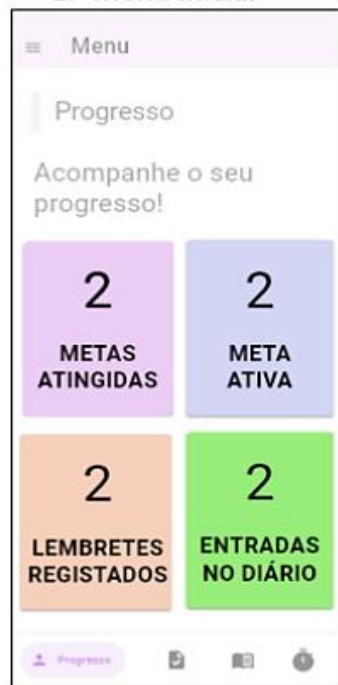 Menu
Progresso
Acompanhe o seu
progresso!
2
METAS
ATINGIDAS
2
META
ATIVA
2
LEMBRETES
REGISTADOS
2
ENTRADAS
NO DIÁRIO
Progresso